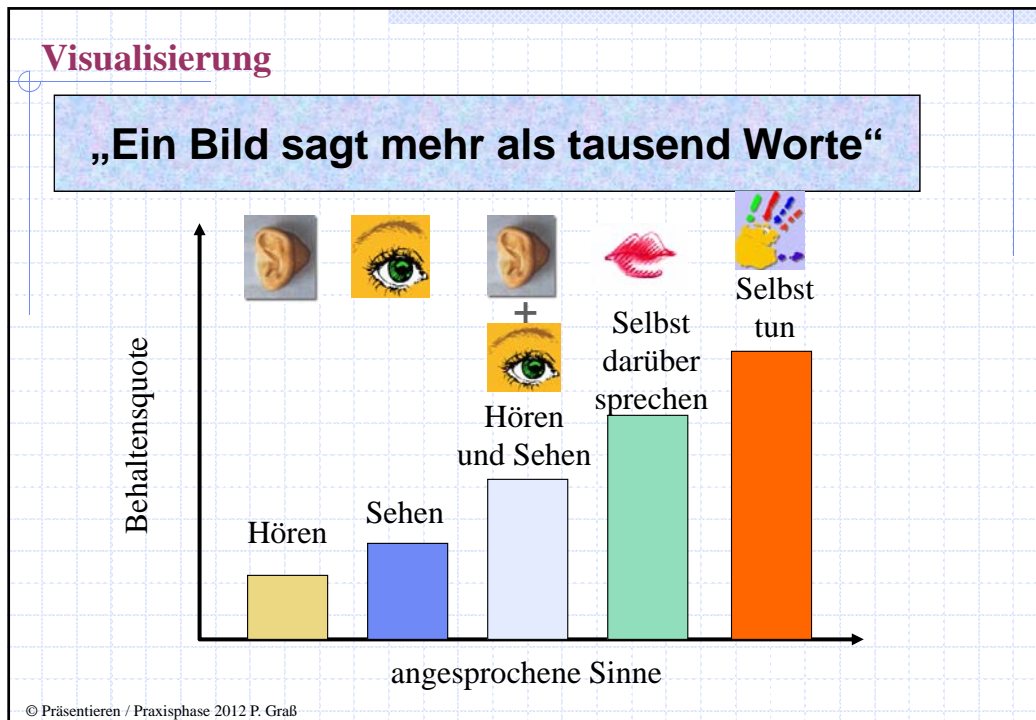 Visualisierung
„Ein Bild sagt mehr als tausend Worte“
+
Selbst
tun
Selbst
darüber
sprechen
Hören
und Sehen
Sehen
Hören
Behaltensquote
angesprochene Sinne
© Präsentieren / Praxisphase 2012 P. Graß